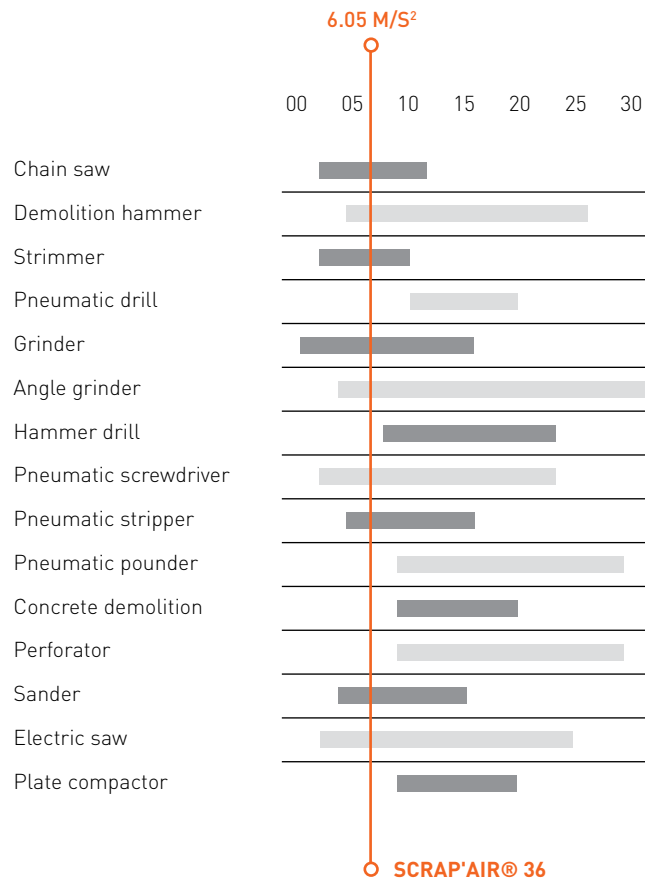 6.05 M/S²
00 05 10 15 20 25 30
Chain saw
Demolition hammer
Strimmer
Pneumatic drill
Grinder
Angle grinder
Hammer drill
Pneumatic screwdriver
Pneumatic stripper
Pneumatic pounder
Concrete demolition
Perforator
Sander
Electric saw
Plate compactor
SCRAP'AIR® 36